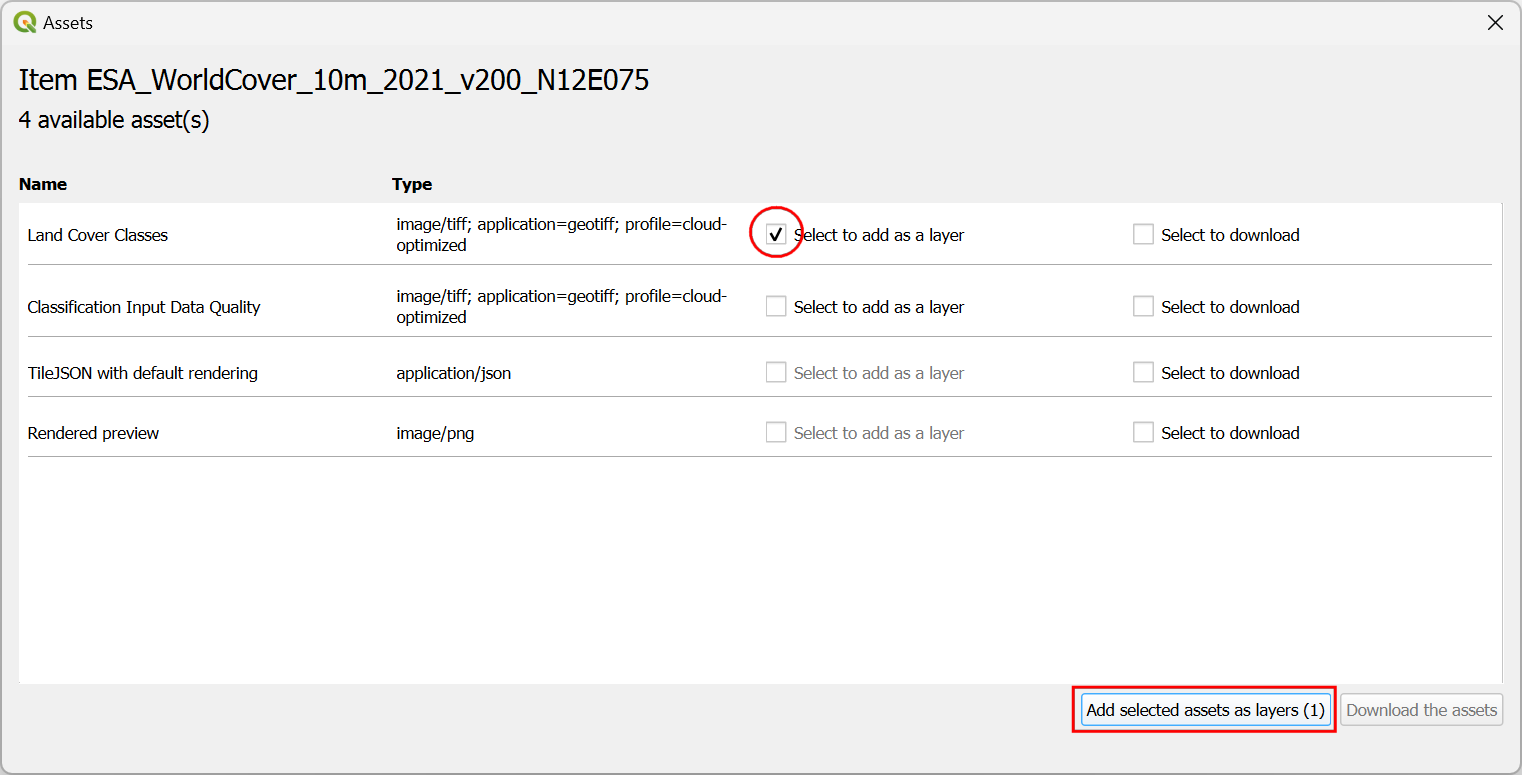 Assets
Item ESA_WorldCover_10m_2021_v200_N12E075
4 available asset(s)
Name Type
Land Cover Classes image/tiff; application=geotiff; profile=cloud-optimized Select to add as a layer Select to download
Classification Input Data Quality image/tiff; application=geotiff; profile=cloud-optimized Select to add as a layer Select to download
TileJSON with default rendering application/json Select to add as a layer Select to download
Rendered preview image/png Select to add as a layer Select to download
Add selected assets as layers (1) Download the assets